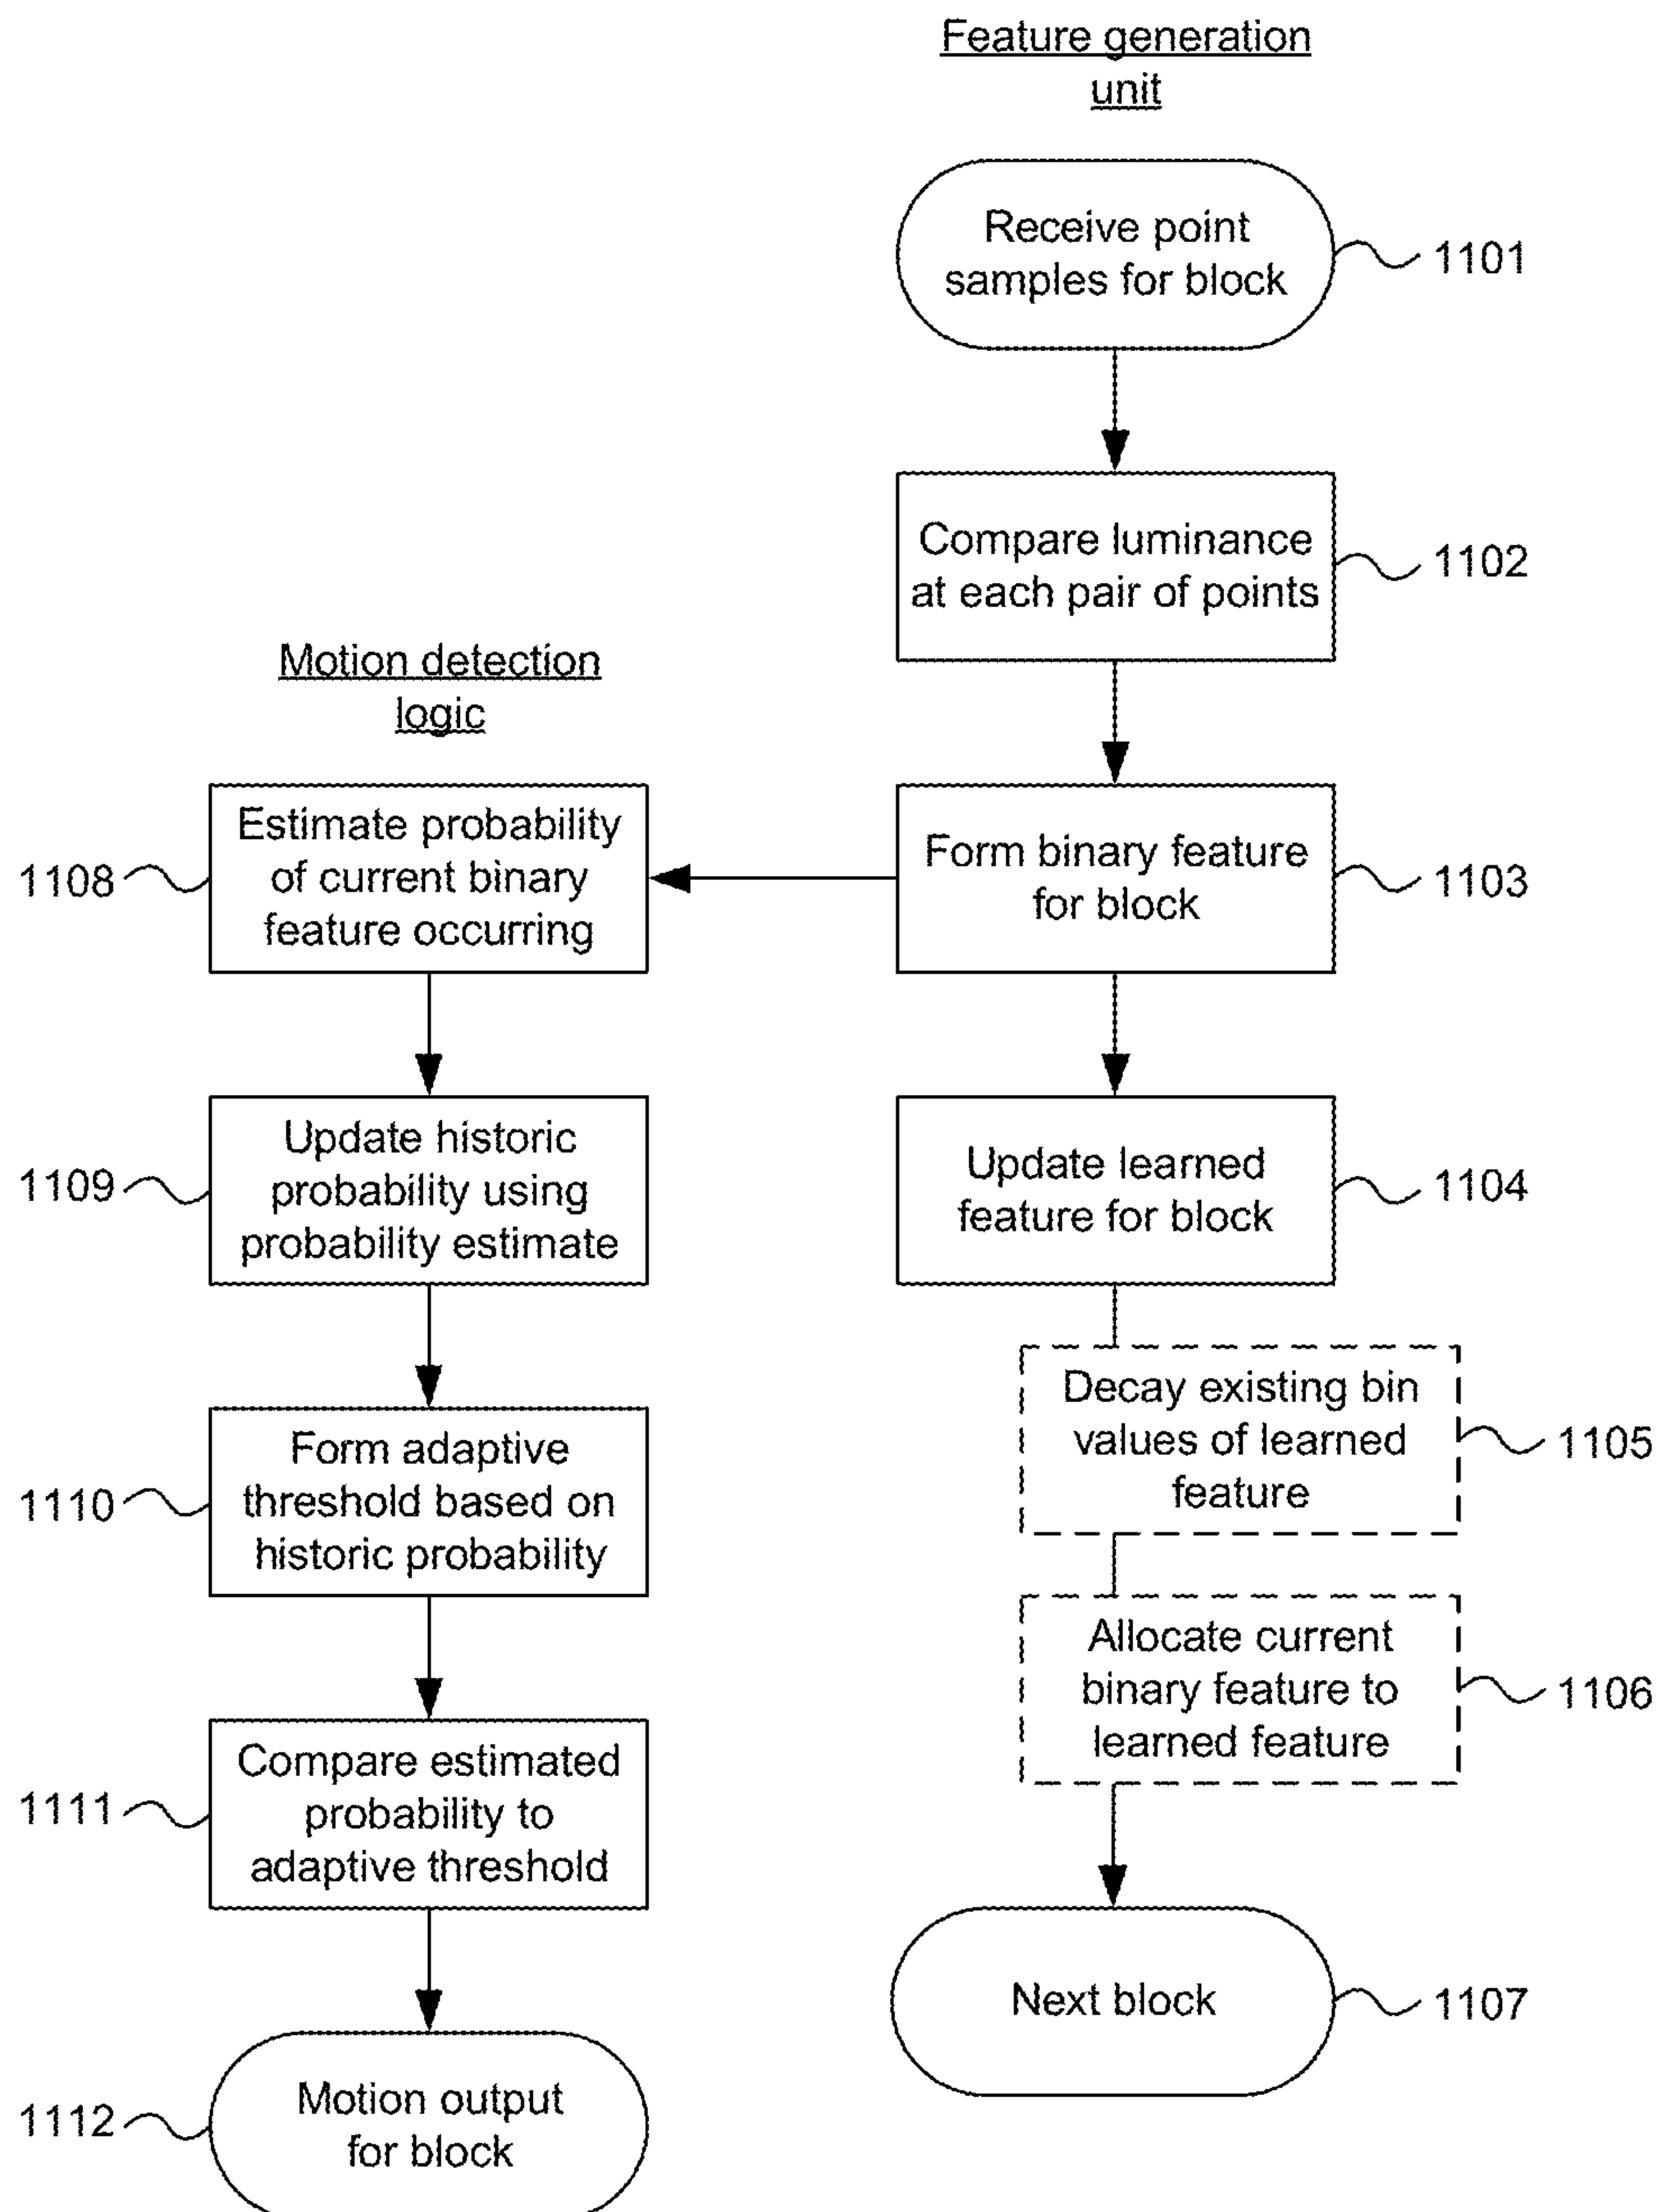 Feature generation
unit
Receive point
samples for block
1101
Compare luminance
at each pair of points
1102
Motion detection
logic
Form binary feature
for block
1103
Estimate probability
of current binary
feature occurring
1108
Update historic
probability using
probability estimate
1109
Update learned
feature for block
1104
Decay existing bin
values of learned
feature
1105
Form adaptive
threshold based on
historic probability
1110
Allocate current
binary feature to
learned feature
1106
Compare estimated
probability to
adaptive threshold
1111
Next block
1107
Motion output
for block
1112